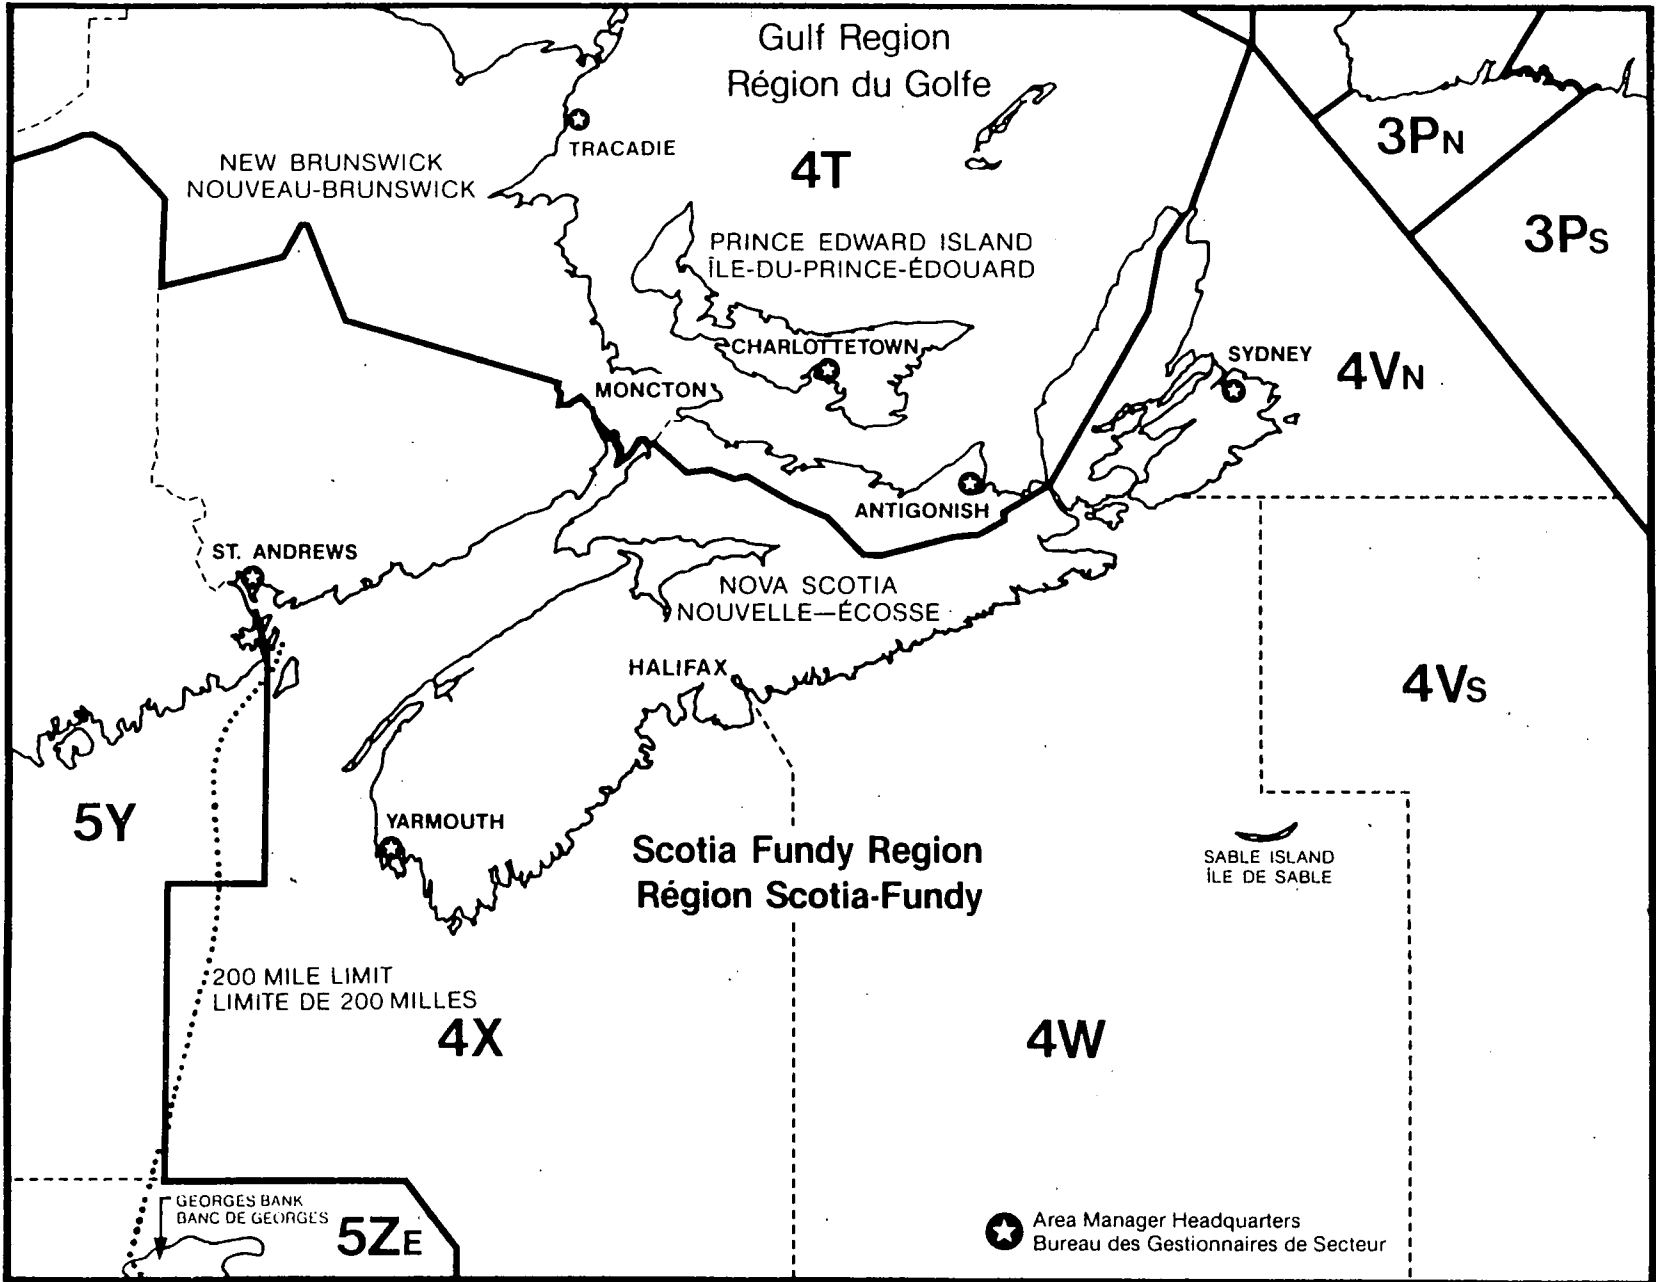 Gulf Region
Région du Golfe
TRACADIE
4T
3PN
NEW BRUNSWICK
NOUVEAU-BRUNSWICK
3PS
PRINCE EDWARD ISLAND
ÎLE-DU-PRINCE-ÉDOUARD
CHARLOTTETOWN
SYDNEY
4VN
MONCTON
ANTIGONISH
ST. ANDREWS
NOVA SCOTIA
NOUVELLE—ÉCOSSE
HALIFAX
4VS
5Y
YARMOUTH
Scotia Fundy Region
Région Scotia-Fundy
SABLE ISLAND
ÎLE DE SABLE
200 MILE LIMIT
LIMITE DE 200 MILLES
4X
4W
GEORGES BANK
BANC DE GEORGES
5ZE
Area Manager Headquarters
Bureau des Gestionnaires de Secteur